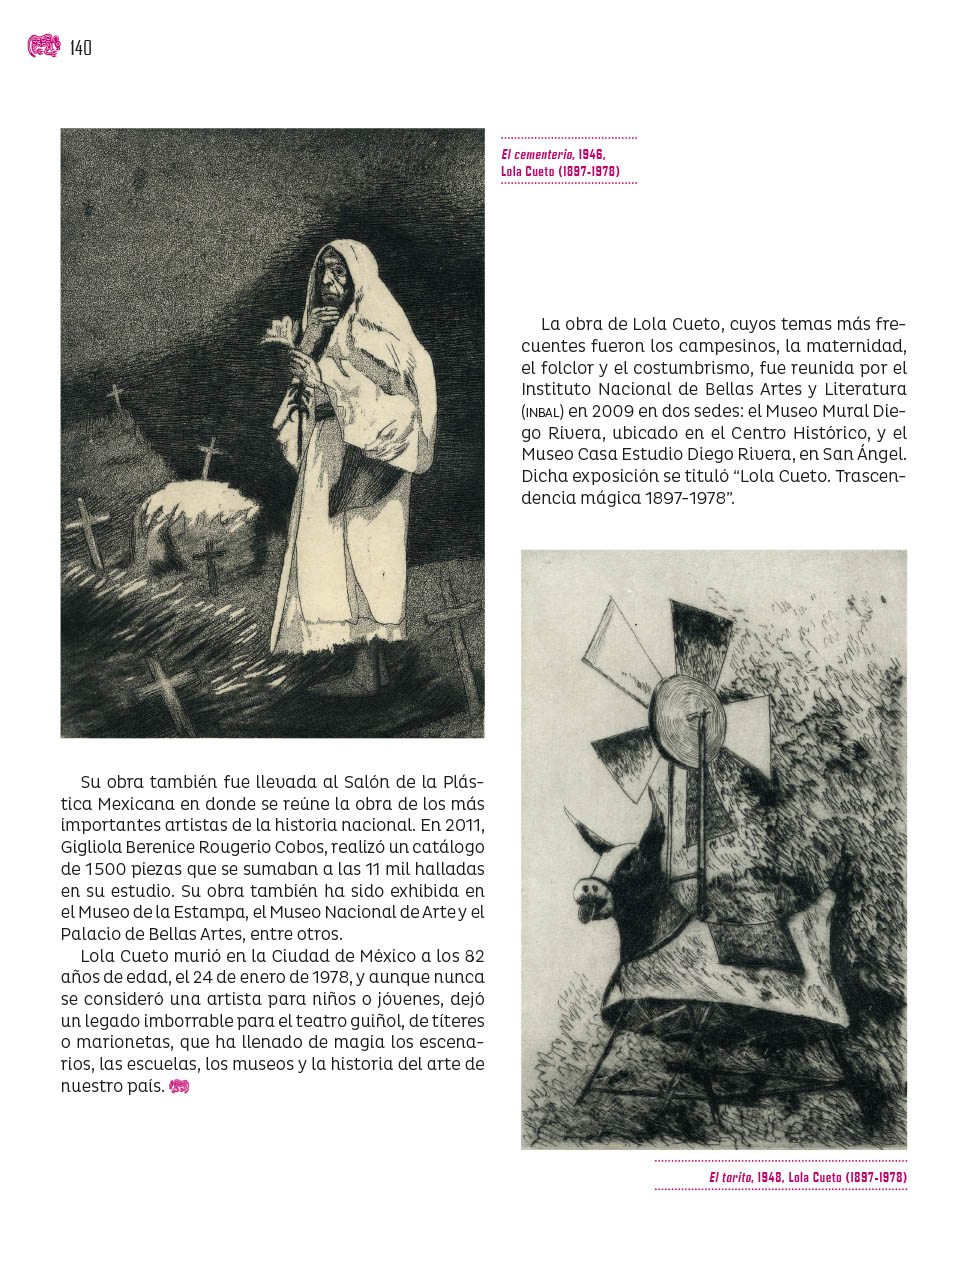 140
El cementerio, 1946,
Lola Cueto (1897-1978)
La obra de Lola Cueto, cuyos temas más fre-
cuentes fueron los campesinos, la maternidad,
el folclor y el costumbrismo, fue reunida por el
Instituto Nacional de Bellas Artes y Literatura
(INBAL) en 2009 en dos sedes: el Museo Mural Die-
go Rivera, ubicado en el Centro Histórico, y el
Museo Casa Estudio Diego Rivera, en San Ángel.
Dicha exposición se tituló “Lola Cueto. Trascen-
dencia mágica 1897-1978”.
Su obra también fue llevada al Salón de la Plás-
tica Mexicana en donde se reúne la obra de los más
importantes artistas de la historia nacional. En 2011,
Gigliola Berenice Rougerio Cobos, realizó un catálogo
de 1500 piezas que se sumaban a las 11 mil halladas
en su estudio. Su obra también ha sido exhibida en
el Museo de la Estampa, el Museo Nacional de Arte y el
Palacio de Bellas Artes, entre otros.
Lola Cueto murió en la Ciudad de México a los 82
años de edad, el 24 de enero de 1978, y aunque nunca
se consideró una artista para niños o jóvenes, dejó
un legado imborrable para el teatro guiñol, de títeres
o marionetas, que ha llenado de magia los escena-
rios, las escuelas, los museos y la historia del arte de
nuestro país.
El torito, 1948, Lola Cueto (1897-1978)